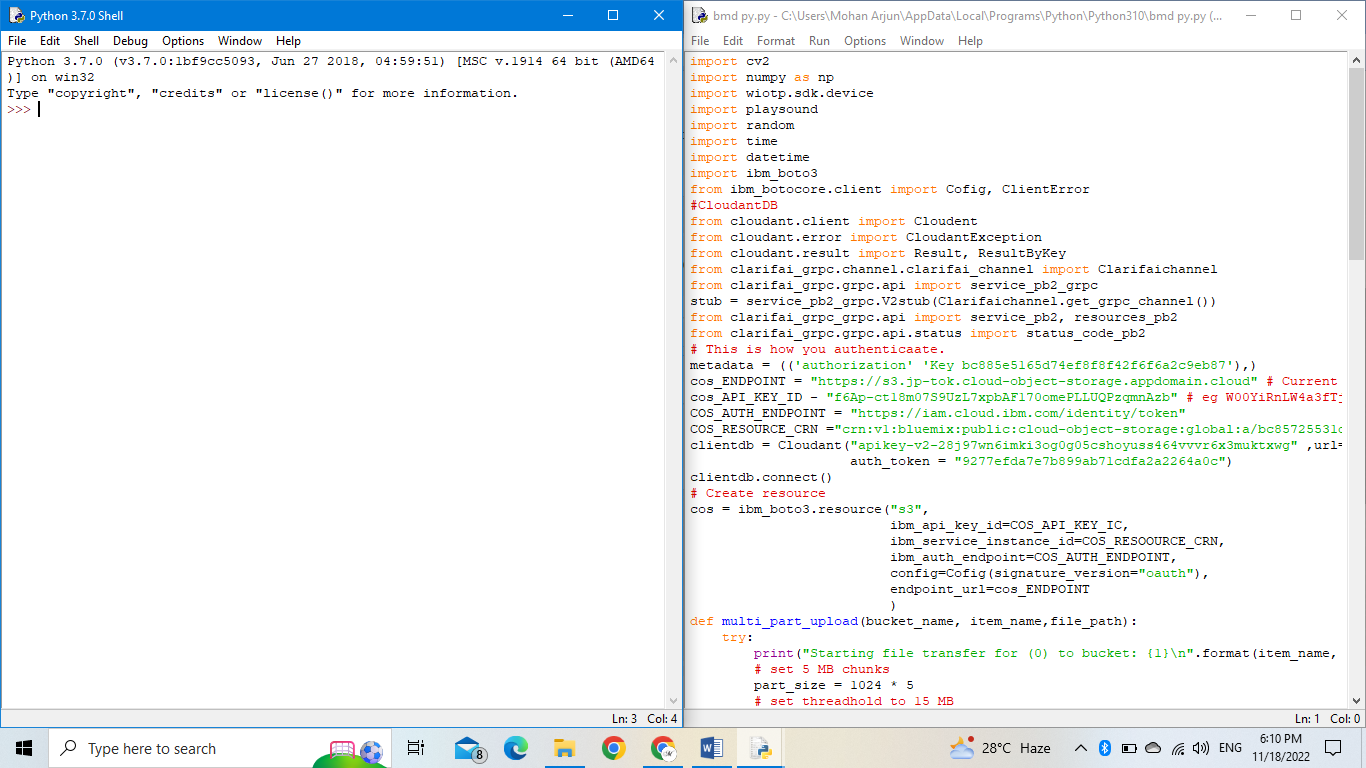 Python 3.7.0 Shell
File Edit Shell Debug Options Window Help
Python 3.7.0 (v3.7.0:1bf9cc5093, Jun 27 2018, 04:59:51) [MSC v.1914 64 bit (AMD64
)] on win32
Type "copyright", "credits" or "license()" for more information.
>>>
Ln: 3 Col: 4
bmd py.py - C:\Users\Mohan Arjun\AppData\Local\Programs\Python\Python310\bmd py.py (...
File Edit Format Run Options Window Help
import cv2
import numpy as np
import wiotp.sdk.device
import playsound
import random
import time
import datetime
import ibm_boto3
from ibm_botocore.client import Cofig, ClientError
#CloudantDB
from cloudant.client import Cloudent
from cloudant.error import CloudantException
from cloudant.result import Result, ResultByKey
from clarifai_grpc.channel.clarifai_channel import Clarifaichannel
from clarifai_grpc.grpc.api import service_pb2_grpc
stub = service_pb2_grpc.V2stub(Clarifaichannel.get_grpc_channel())
from clarifai_grpc_grpc.api import service_pb2, resources_pb2
from clarifai_grpc.grpc.api.status import status_code_pb2
# This is how you authenticaate.
metadata = (('authorization' 'Key bc885e5165d74ef8f8f42f6f6a2c9eb87'),)
cos_ENDPOINT = "https://s3.jp-tok.cloud-object-storage.appdomain.cloud" # Current
cos_API_KEY_ID - "f6Ap-ct18m07S9UzL7xpbAFl70omePLLUQPzqmnAzb" # eg W00YiRnLW4a3fTj
COS_AUTH_ENDPOINT = "https://iam.cloud.ibm.com/identity/token"
COS_RESOURCE_CRN ="crn:v1:bluemix:public:cloud-object-storage:global:a/bc85725531c
clientdb = Cloudant("apikey-v2-28j97wn6imki3og0g05cshoyuss464vvvr6x3muktxwg" ,url=
auth_token = "9277efda7e7b899ab71cdfa2a2264a0c")
clientdb.connect()
# Create resource
cos = ibm_boto3.resource("s3",
ibm_api_key_id=COS_API_KEY_IC,
ibm_service_instance_id=COS_RESOOURCE_CRN,
ibm_auth_endpoint=COS_AUTH_ENDPOINT,
config=Cofig(signature_version="oauth"),
endpoint_url=cos_ENDPOINT
)
def multi_part_upload(bucket_name, item_name,file_path):
try:
print("Starting file transfer for (0) to bucket: {1}\n".format(item_name,
# set 5 MB chunks
part_size = 1024 * 5
# set threadhold to 15 MB
Ln: 1 Col: 0
Type here to search
8
28°C Haze
ENG
6:10 PM
11/18/2022